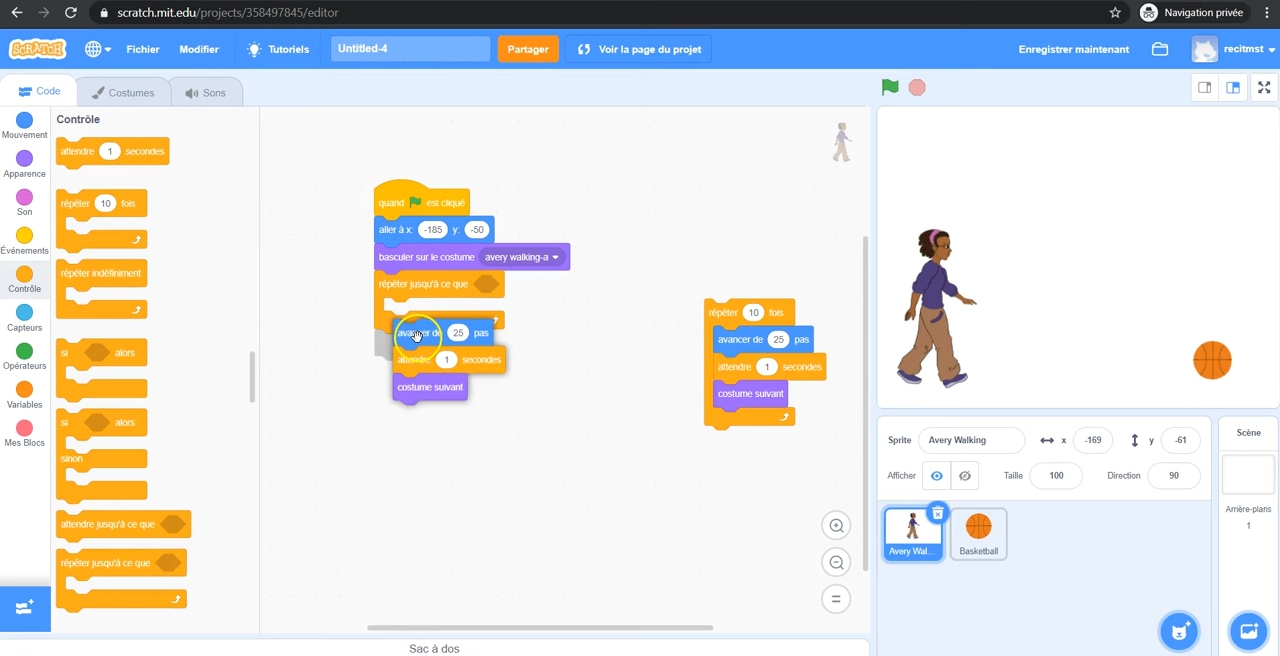 scratch.mit.edu/projects/358497845/editor
Navigation privée
SCRATCH
Fichier
Modifier
Tutoriels
Untitled-4
Partager
Voir la page du projet
Enregistrer maintenant
recitmst
Code
Costumes
Sons
Mouvement
Apparence
Son
Événements
Contrôle
Capteurs
Opérateurs
Variables
Mes Blocs
Contrôle
attendre 1 secondes
répéter 10 fois
répéter indéfiniment
si alors
si alors
sinon
attendre jusqu'à ce que
répéter jusqu'à ce que
quand est cliqué
aller à x: -185 y: -50
basculer sur le costume avery walking-a
répéter jusqu'à ce que
avancer de 25 pas
attendre 1 secondes
costume suivant
répéter 10 fois
avancer de 25 pas
attendre 1 secondes
costume suivant
Sprite Avery Walking x -169 y -61
Afficher Taille 100 Direction 90
Avery Wal...
Basketball
Scène
Arrière-plans
1
Sac à dos